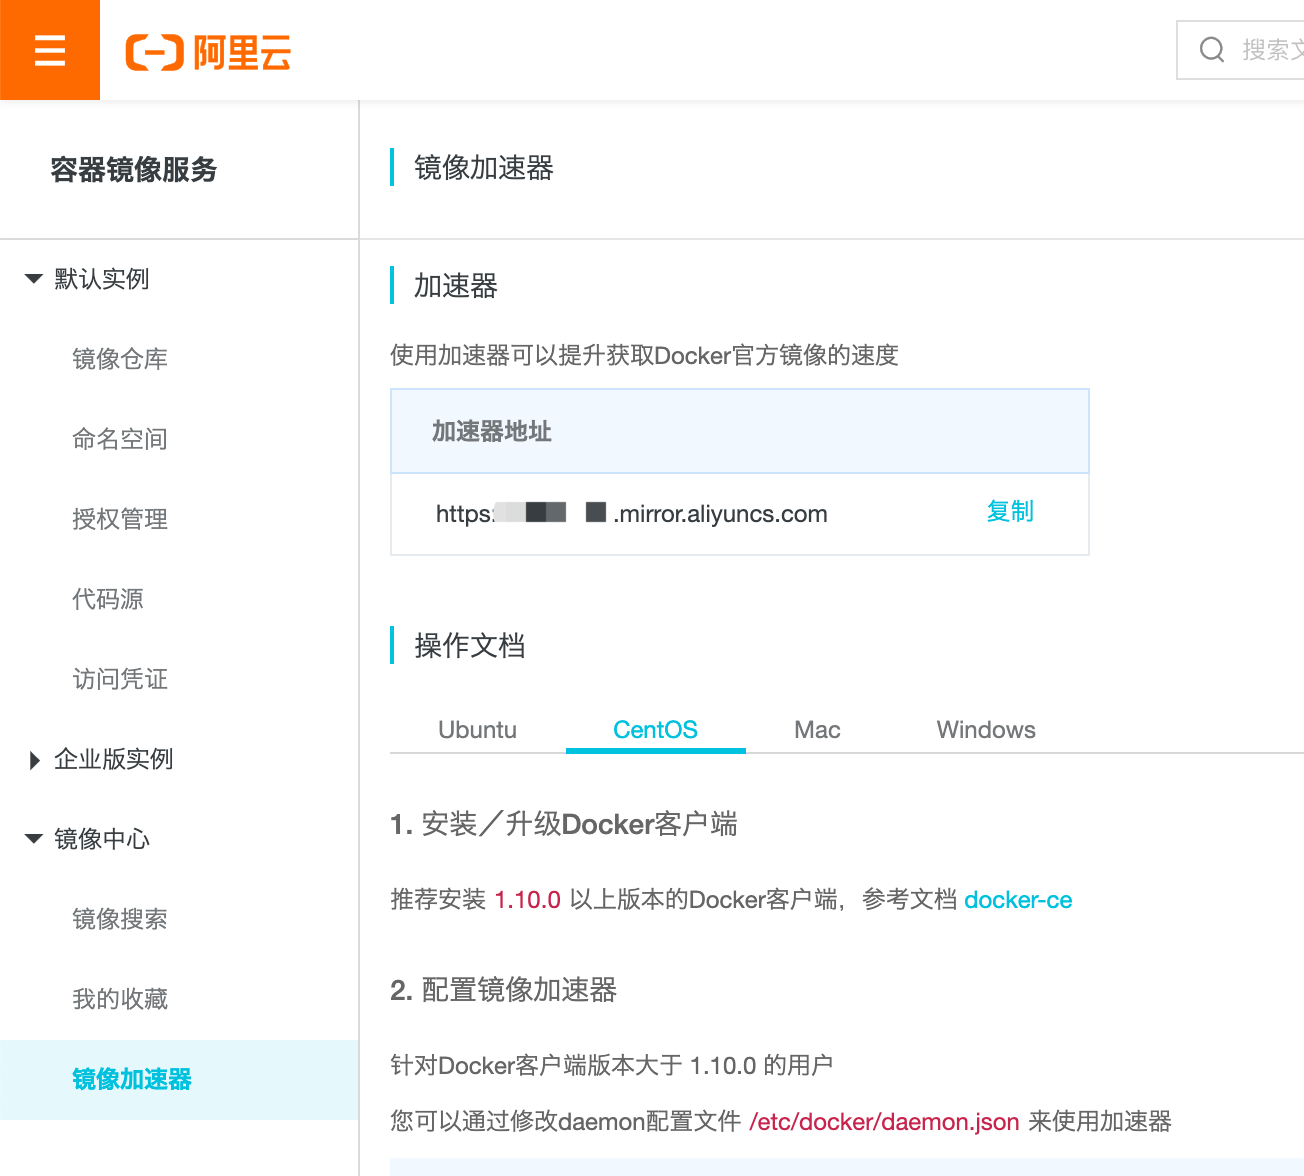 阿里云
搜索文
容器镜像服务
默认实例
镜像仓库
命名空间
授权管理
代码源
访问凭证
企业版实例
镜像中心
镜像搜索
我的收藏
镜像加速器
镜像加速器
加速器
使用加速器可以提升获取Docker官方镜像的速度
加速器地址
https: .mirror.aliyuncs.com 复制
操作文档
Ubuntu CentOS Mac Windows
1. 安装／升级Docker客户端
推荐安装 1.10.0 以上版本的Docker客户端，参考文档 docker-ce
2. 配置镜像加速器
针对Docker客户端版本大于 1.10.0 的用户
您可以通过修改daemon配置文件 /etc/docker/daemon.json 来使用加速器